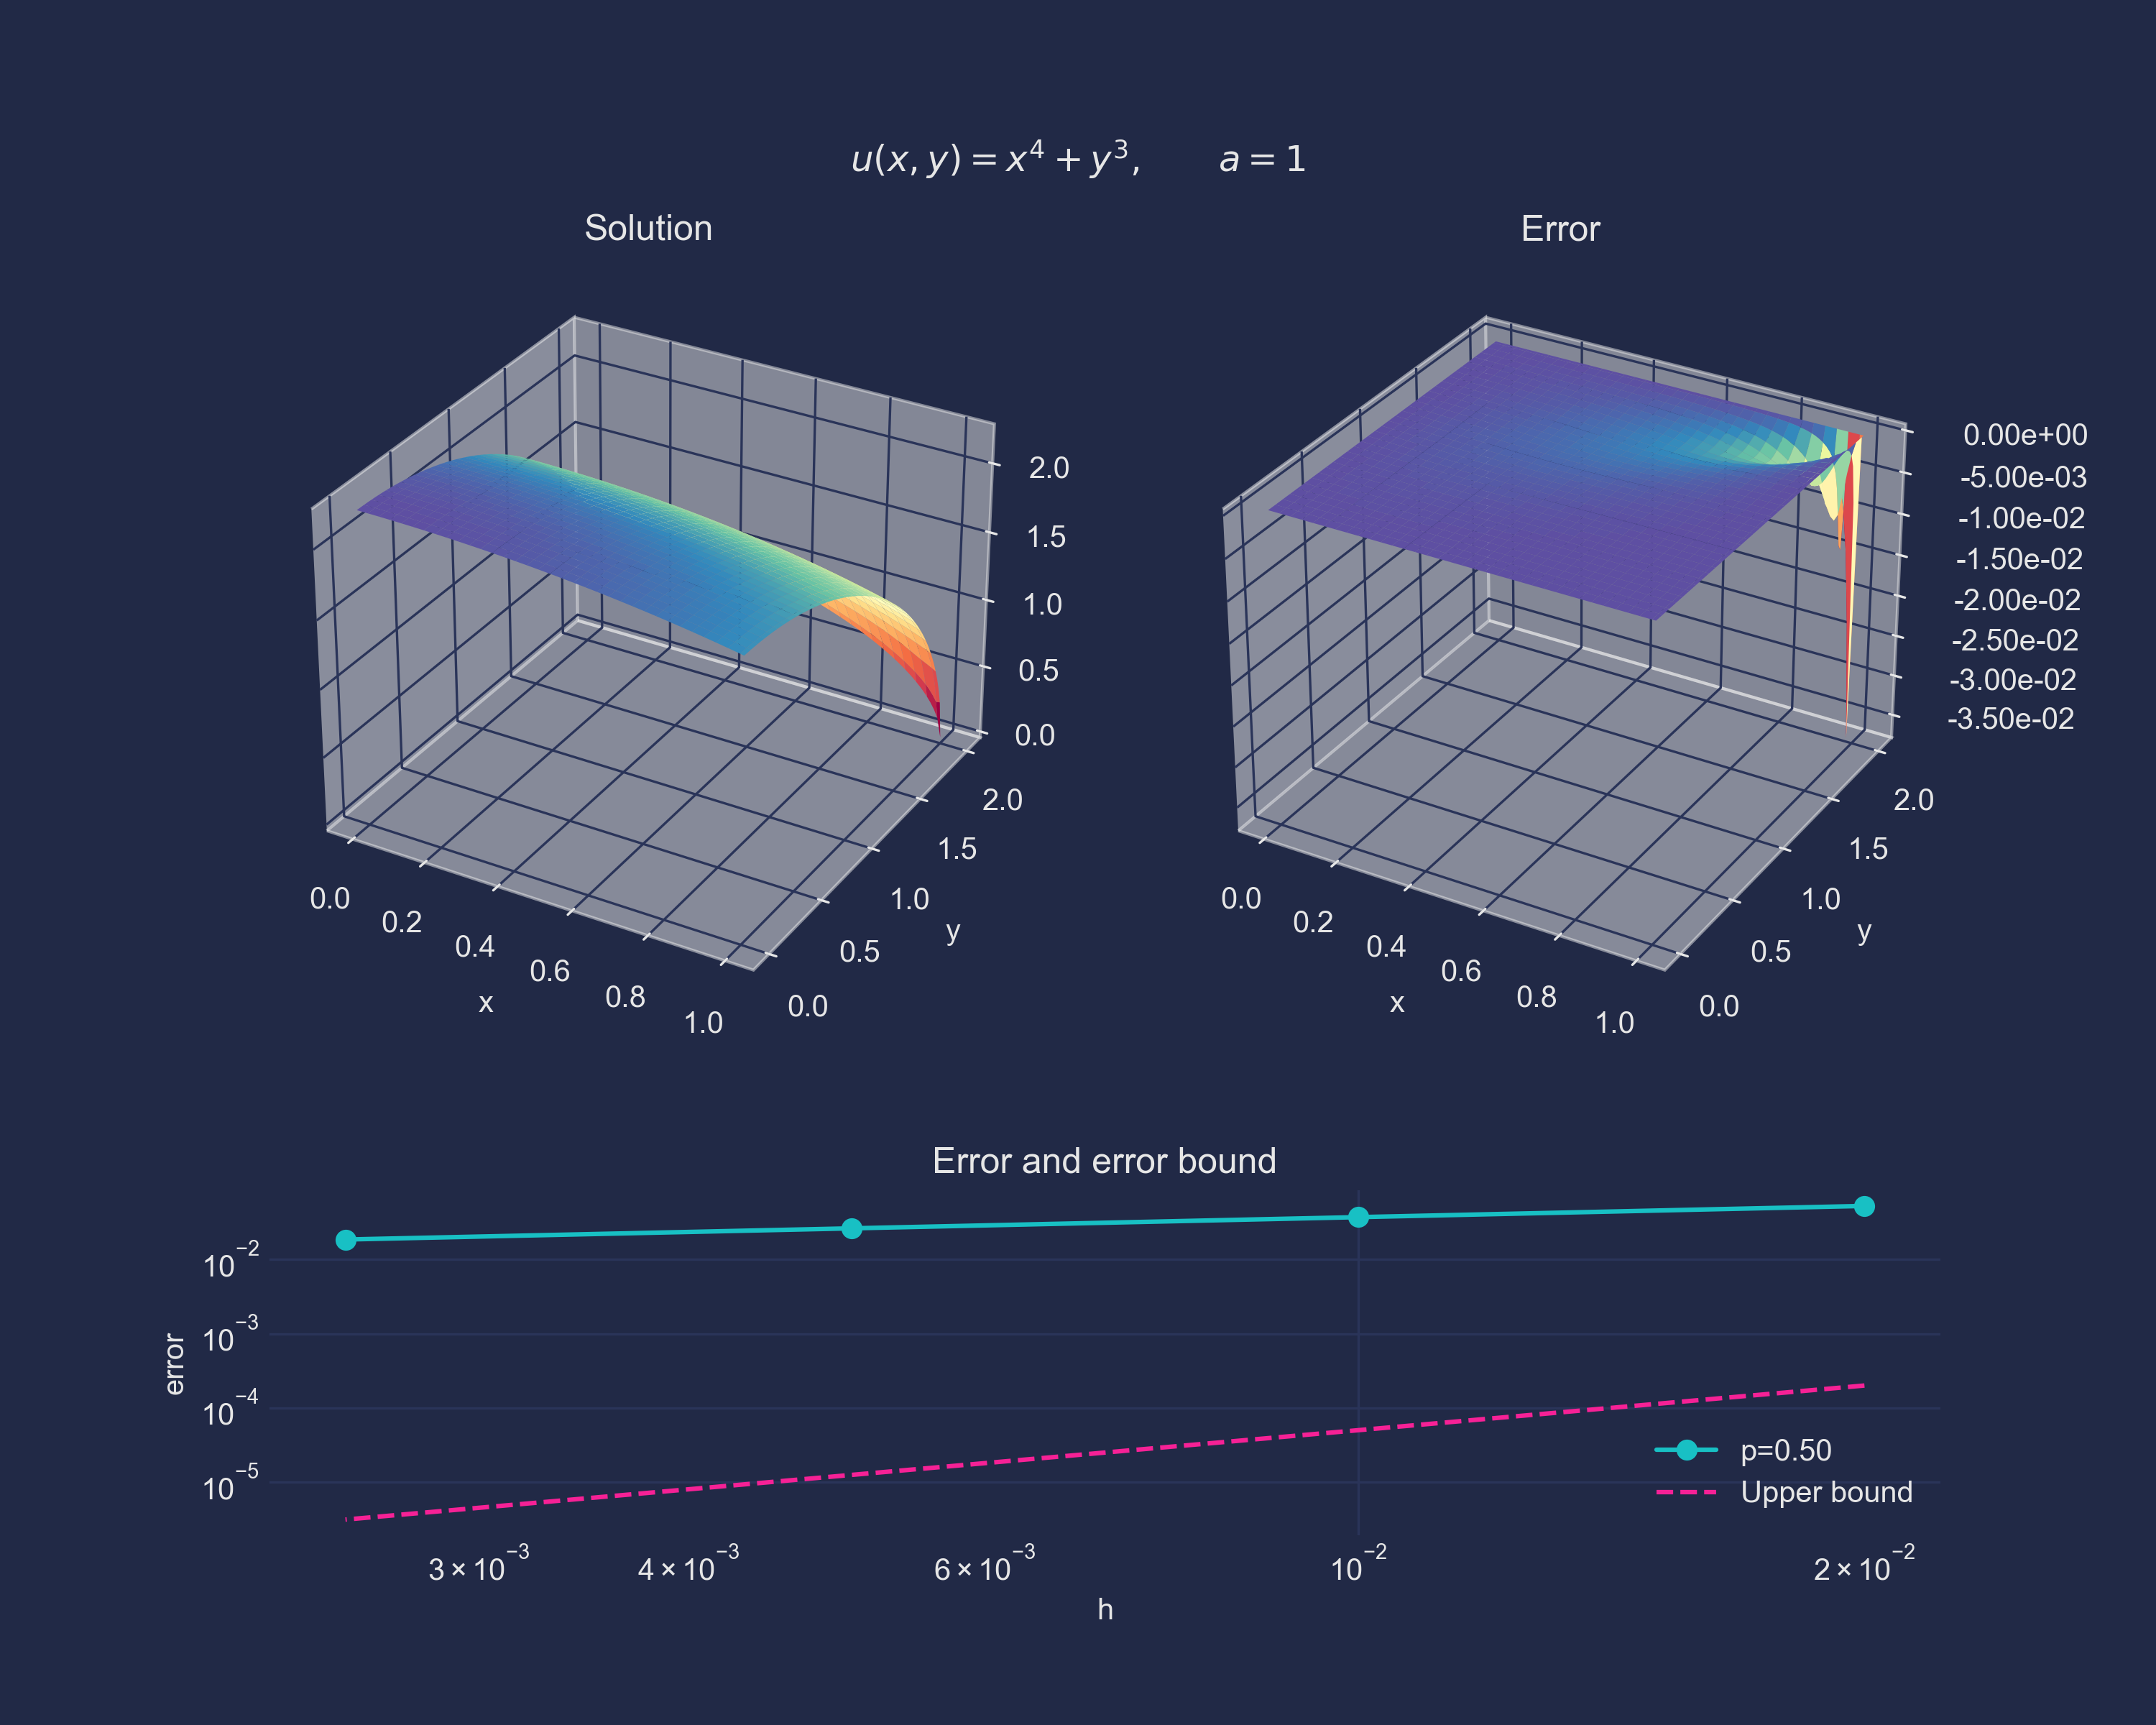 u(x, y) = x⁴ + y³, a = 1
Solution
Error
2.0
1.5
1.0
0.5
0.0
0.0
0.2
0.4
0.6
0.8
1.0
x
0.0
0.5
1.0
1.5
2.0
y
0.00e+00
-5.00e-03
-1.00e-02
-1.50e-02
-2.00e-02
-2.50e-02
-3.00e-02
-3.50e-02
0.0
0.2
0.4
0.6
0.8
1.0
x
0.0
0.5
1.0
1.5
2.0
y
Error and error bound
10⁻²
10⁻³
10⁻⁴
10⁻⁵
error
p=0.50
Upper bound
3 × 10⁻³
4 × 10⁻³
6 × 10⁻³
10⁻²
2 × 10⁻²
h